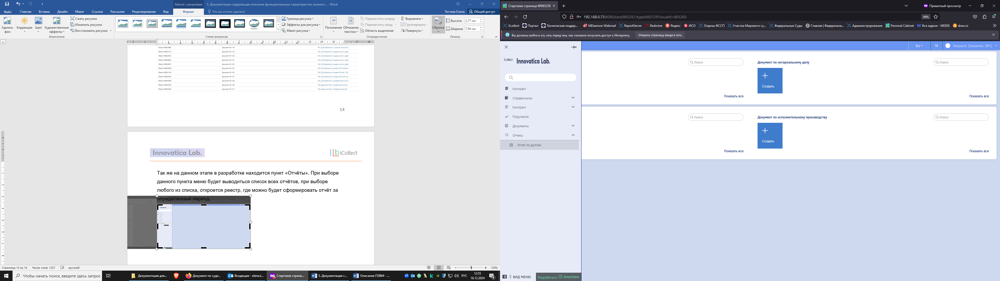 Работа с рисунками
5. Документация содержащая описание функциональных характеристик экземпл... - Word
Файл Главная Вставка Дизайн Макет Ссылки Рассылки Рецензирование Вид Формат Что вы хотите сделать? Тестова Елена Общий доступ
Удалить фон
Коррекция
Цвет
Художественные эффекты
Сжать рисунки
Изменить рисунок
Восстановить рисунок
Изменение
Стили рисунков
Граница рисунка
Эффекты для рисунка
Макет рисунка
Положение
Обтекание текстом
Переместить вперед
Переместить назад
Область выделения
Выровнять
Группировать
Повернуть
Упорядочение
Обрезка
Высота: 3,77 см
Ширина: 7,94 см
Размер
14
Innovatica Lab.
iCollect
Так же на данном этапе в разработке находится пункт «Отчёты». При выборе
данного пункта меню будет выводиться список всех отчётов, при выборе
любого из списка, откроется реестр, где можно будет сформировать отчёт за
определенный период.
Страница 15 из 16 Число слов: 1257 русский 120%
Чтобы начать поиск, введите здесь запрос
Документация для...
Документ по суде...
Входящие - elena.t...
Стартовая страни...
5. Документация с...
Описание ПЭВМ - ...
РУС
12:55
16.12.2024
Стартовая страница №865259
Приватный просмотр
192.168.0.73:8080/card/865261/type/660129?visualId=865260
90%
Xcollect Портал Техническая поддер... MDaemon Webmail ReportServer Redmine Яндекс ИСО Отделы ФССП Участки Мирового су... Федеральные Суды Главная | Федеральна... Администрирование Personal Cabinet Все задачи - WEEEK draw.io
Вы должны войти в эту сеть перед тем, как сможете получить доступ к Интернету. Открыть страницу входа в сеть
RU
Петров И. (Аналитик. ОРГ)
iCollect Innovatica Lab.
Контракт
Справочники
Контракт
Поручения
Документы
Отчеты
Отчет по долгам
ВИД МЕНЮ
Разработано GreenData
Поиск
Документ по нотариальному делу
Поиск
Создать
Показать все
Показать все
Поиск
Документ по исполнительному производству
Поиск
Создать
Показать все
Показать все